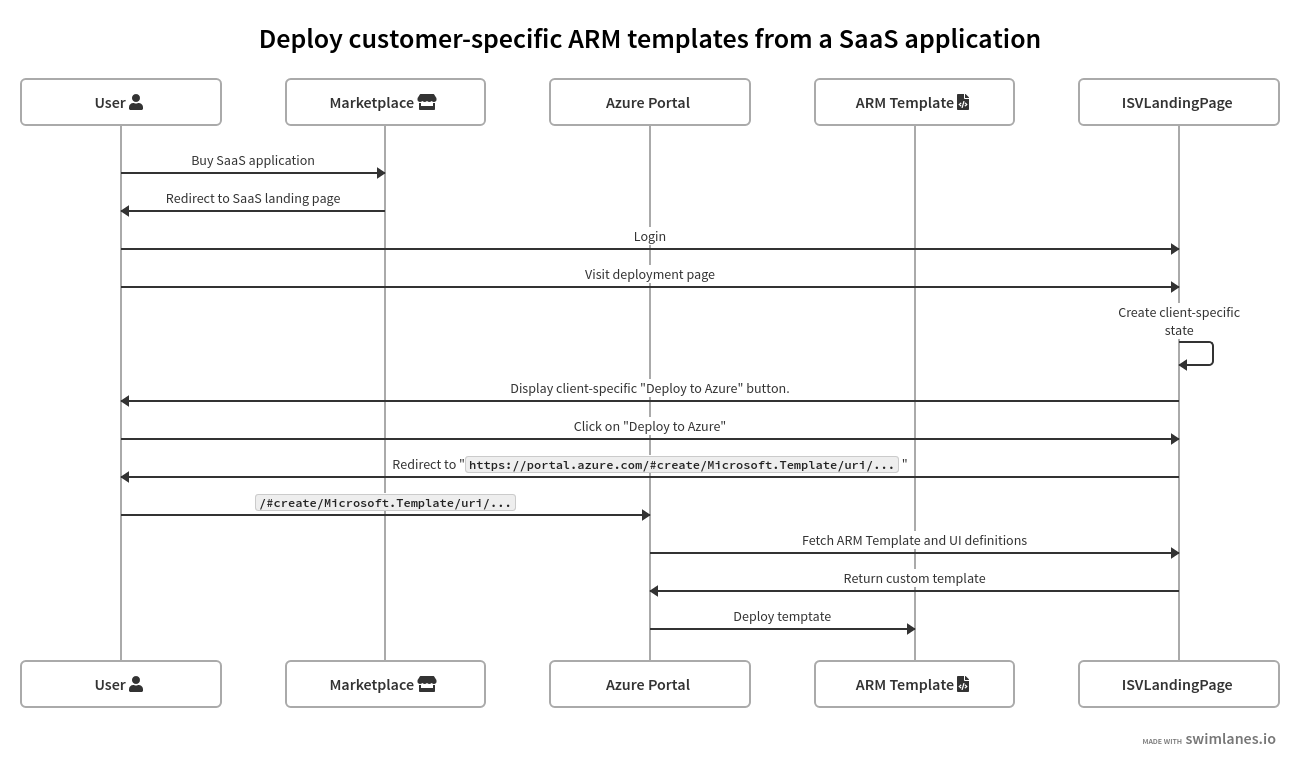 Deploy customer-specific ARM templates from a SaaS application
User
Marketplace
Azure Portal
ARM Template
ISVLandingPage
Buy SaaS application
Redirect to SaaS landing page
Login
Visit deployment page
Create client-specific
state
Display client-specific "Deploy to Azure" button.
Click on "Deploy to Azure"
Redirect to "https://portal.azure.com/#create/Microsoft.Template/uri/... "
/#create/Microsoft.Template/uri/...
Fetch ARM Template and UI definitions
Return custom template
Deploy temptate
User
Marketplace
Azure Portal
ARM Template
ISVLandingPage
MADE WITH swimlanes.io